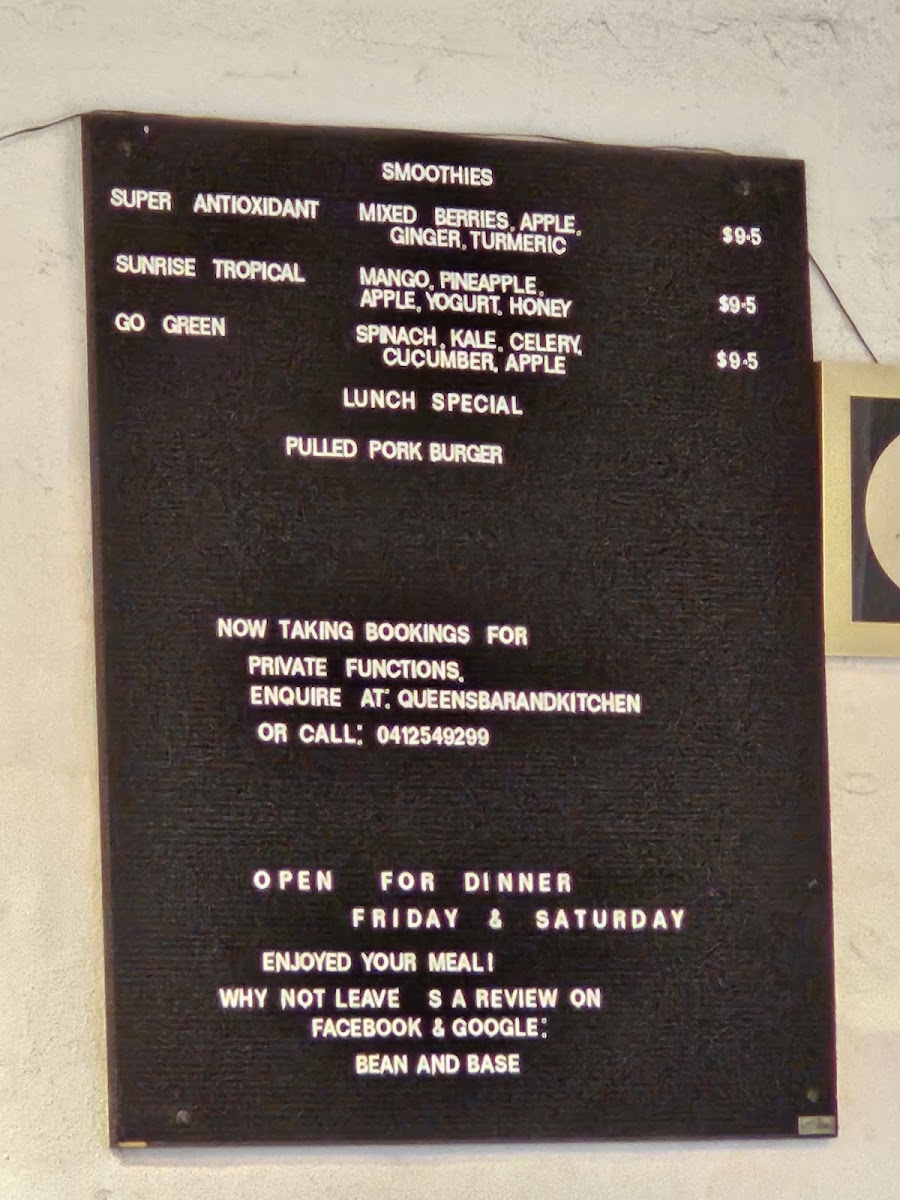 SMOOTHIES
SUPER ANTIOXIDANT MIXED BERRIES, APPLE,
GINGER, TURMERIC $9.5
SUNRISE TROPICAL MANGO, PINEAPPLE,
APPLE, YOGURT, HONEY $9.5
GO GREEN SPINACH, KALE, CELERY,
CUCUMBER, APPLE $9.5
LUNCH SPECIAL
PULLED PORK BURGER
NOW TAKING BOOKINGS FOR
PRIVATE FUNCTIONS.
ENQUIRE AT: QUEENSBARANDKITCHEN
OR CALL: 0412549299
OPEN FOR DINNER
FRIDAY & SATURDAY
ENJOYED YOUR MEAL!
WHY NOT LEAVE S A REVIEW ON
FACEBOOK & GOOGLE:
BEAN AND BASE